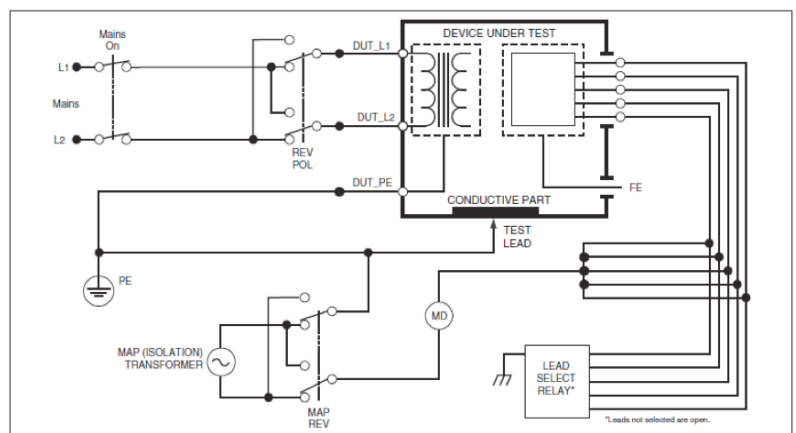 Mains
On
L1
Mains
L2
REV
POL
DUT_L1
DUT_L2
DUT_PE
DEVICE UNDER TEST
FE
CONDUCTIVE PART
TEST
LEAD
PE
MD
MAP (ISOLATION)
TRANSFORMER
MAP
REV
LEAD
SELECT
RELAY*
*Leads not selected are open.